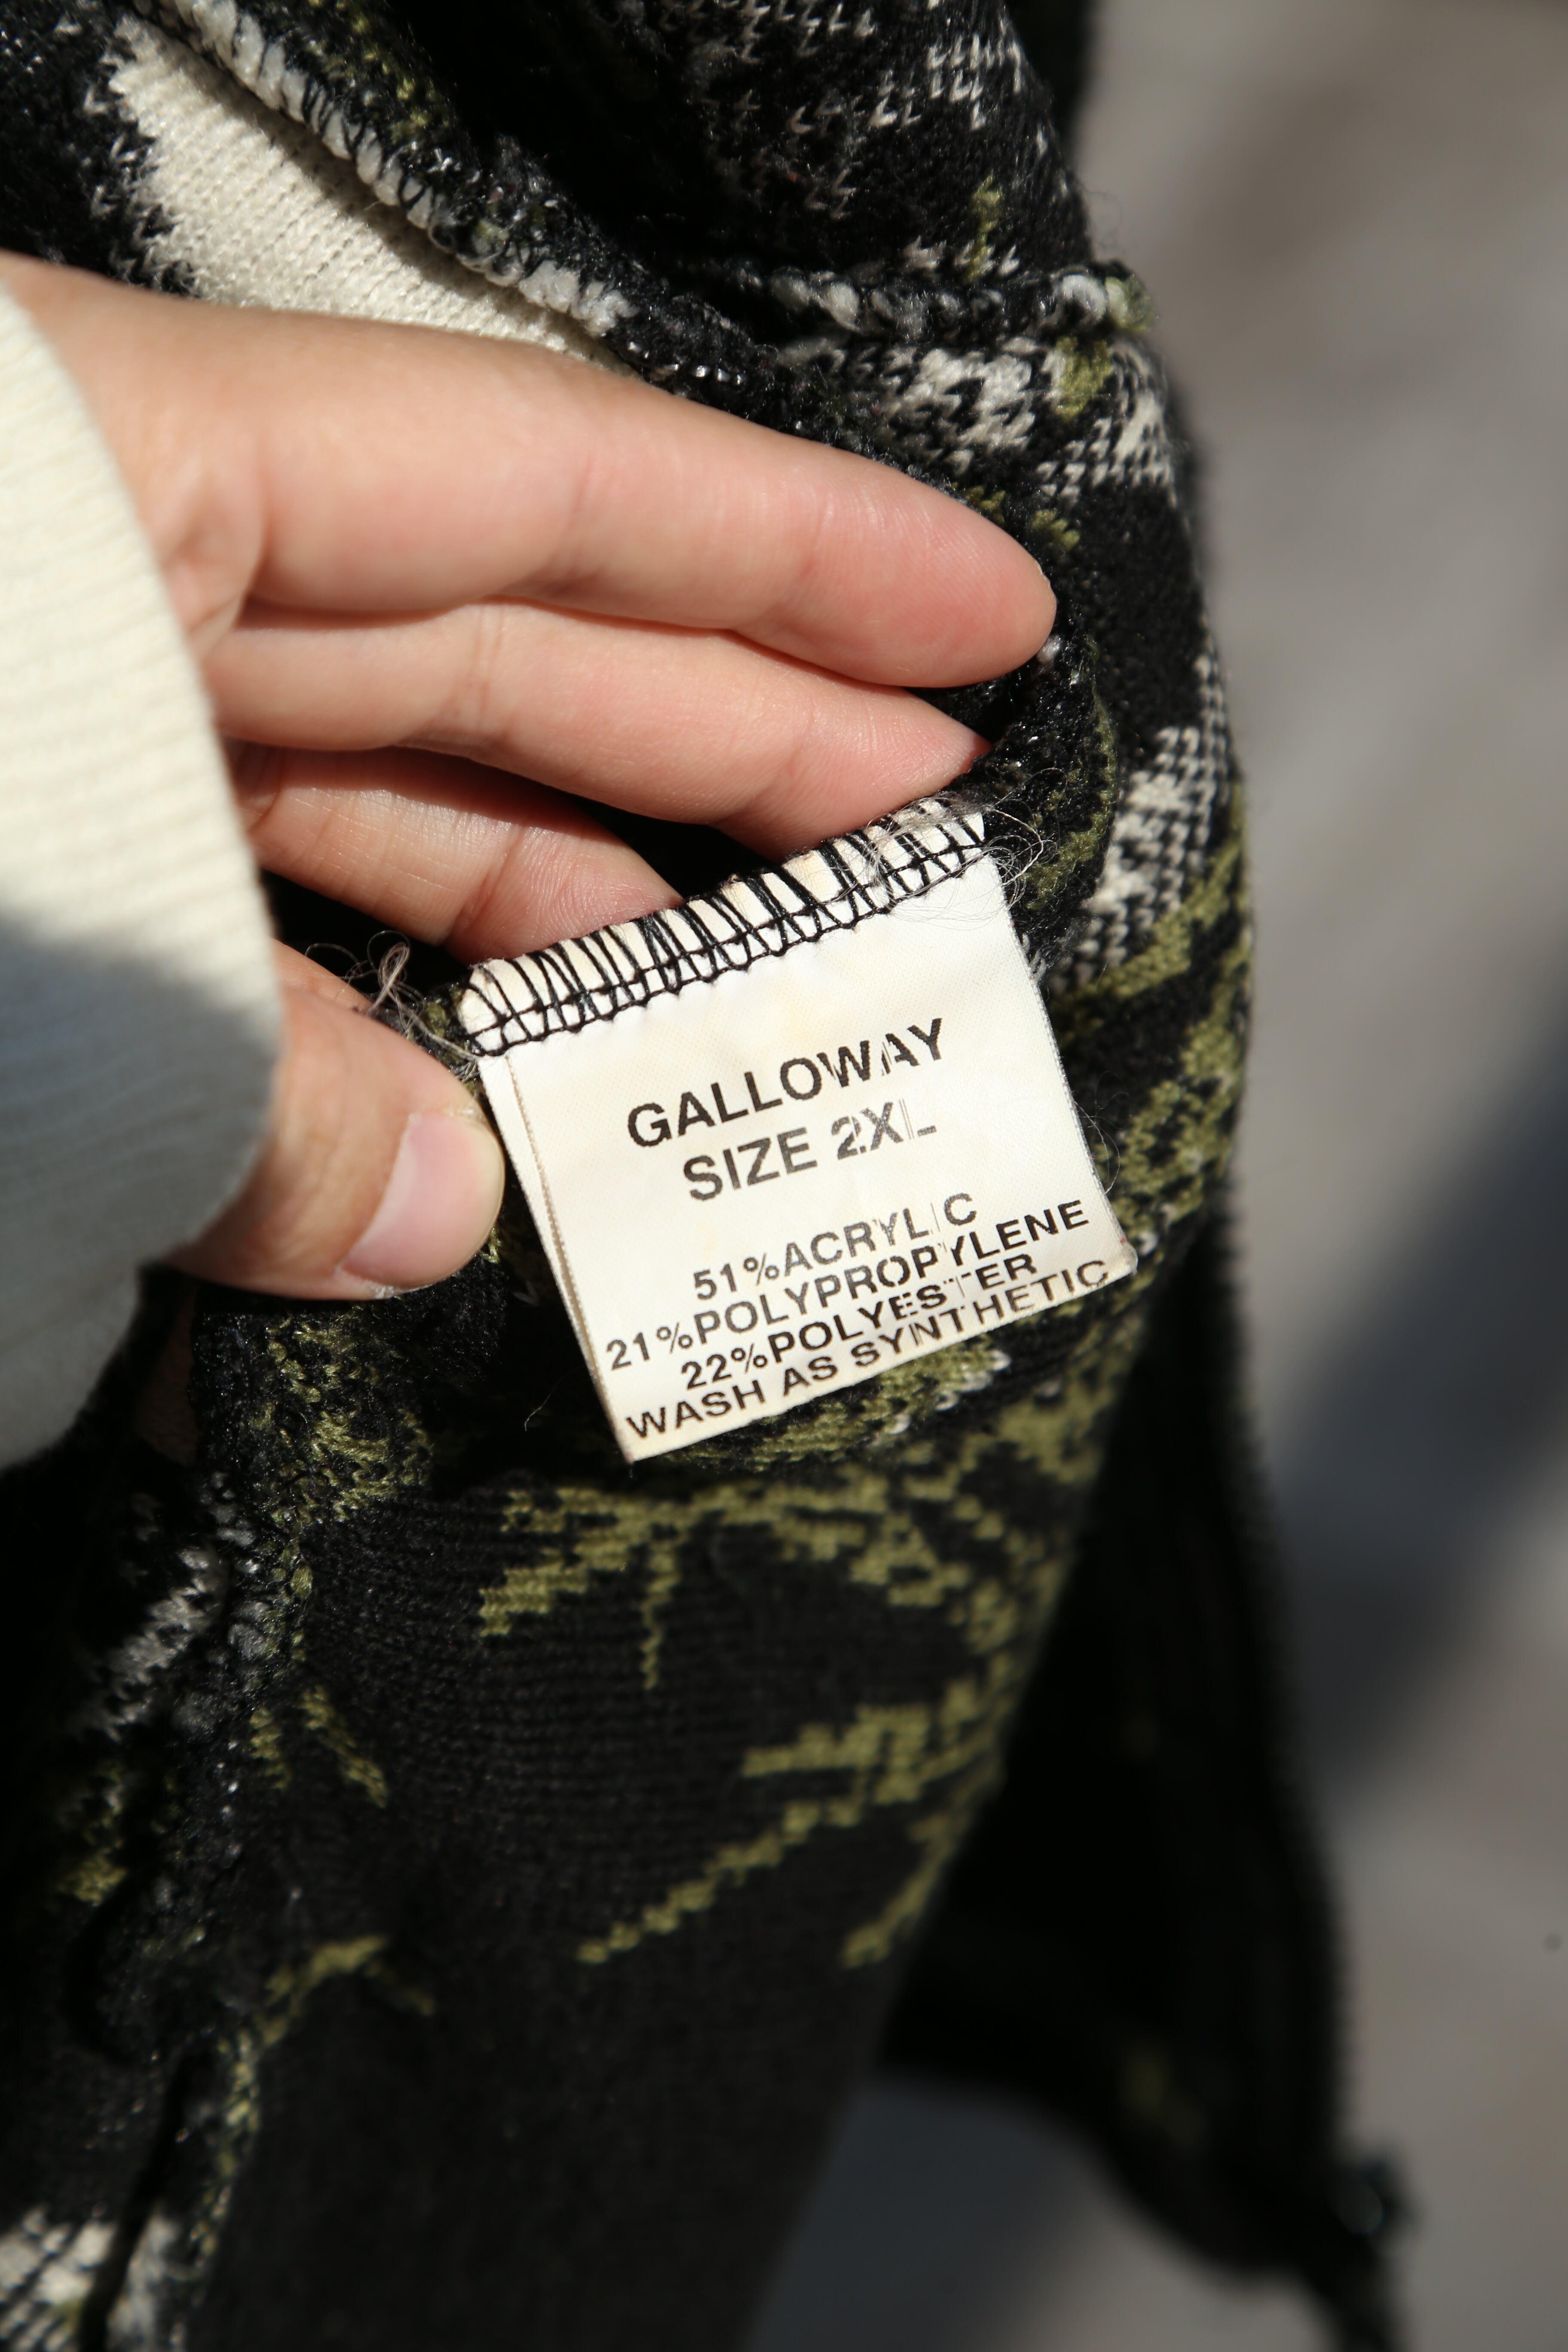 GALLOWAY
SIZE 2XL
51%ACRYLIC
21%POLYPROPYLENE
22%POLYESTER
WASH AS SYNTHETIC